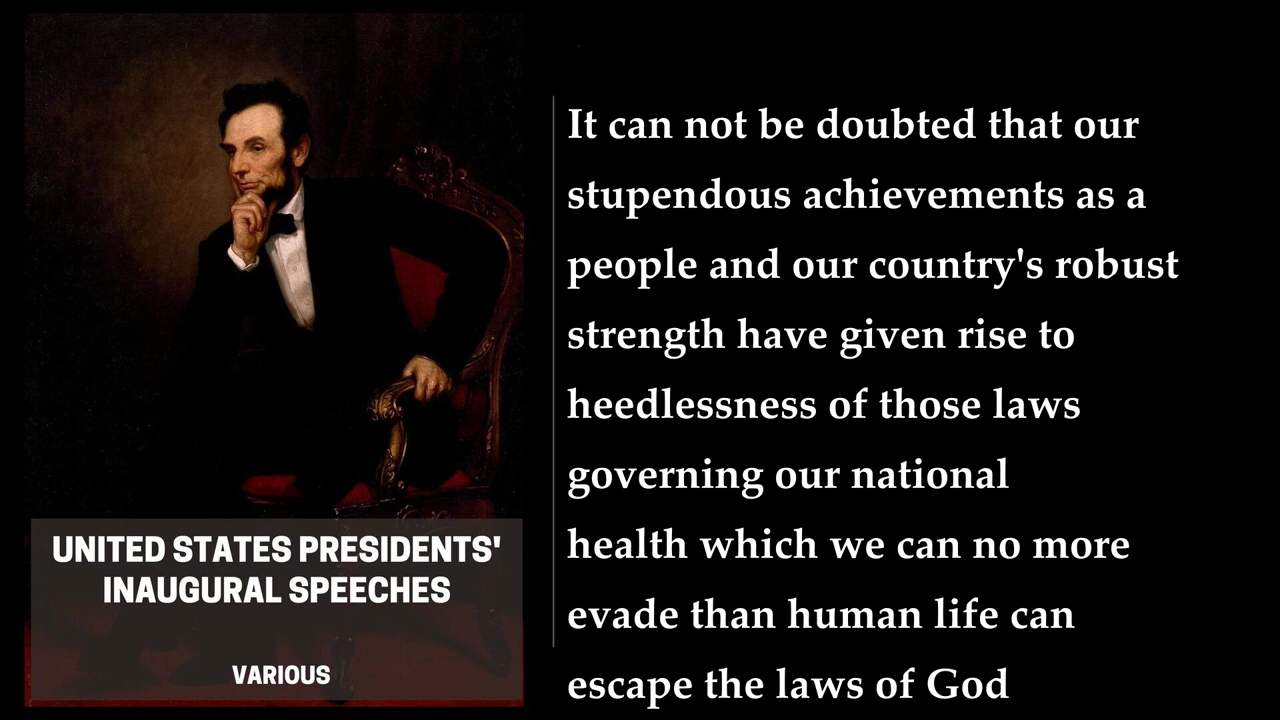 UNITED STATES PRESIDENTS'
INAUGURAL SPEECHES
VARIOUS
It can not be doubted that our
stupendous achievements as a
people and our country's robust
strength have given rise to
heedlessness of those laws
governing our national
health which we can no more
evade than human life can
escape the laws of God